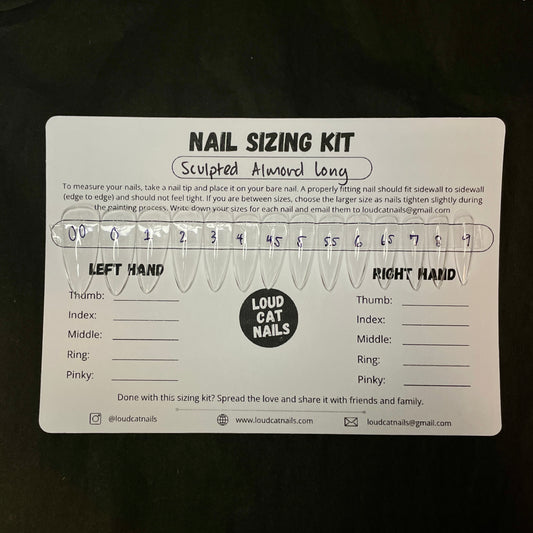 NAIL SIZING KIT
Sculpted Almond Long
To measure your nails, take a nail tip and place it on your bare nail. A properly fitting nail should fit sidewall to sidewall
(edge to edge) and should not feel tight. If you are between sizes, choose the larger size as nails tighten slightly during
the painting process. Write down your sizes for each nail and email them to loudcatnails@gmail.com
00 0 1 2 3 4 4.5 5 5.5 6 6.5 7 8 9
LEFT HAND
Thumb:
Index:
Middle:
Ring:
Pinky:
LOUD
CAT
NAILS
RIGHT HAND
Thumb:
Index:
Middle:
Ring:
Pinky:
Done with this sizing kit? Spread the love and share it with friends and family.
@loudcatnails www.loudcatnails.com loudcatnails@gmail.com